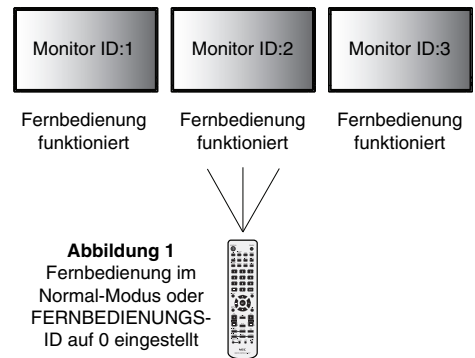 Monitor ID:1
Monitor ID:2
Monitor ID:3
Fernbedienung
funktioniert
Fernbedienung
funktioniert
Fernbedienung
funktioniert
Abbildung 1
Fernbedienung im
Normal-Modus oder
FERNBEDIENUNGS-
ID auf 0 eingestellt